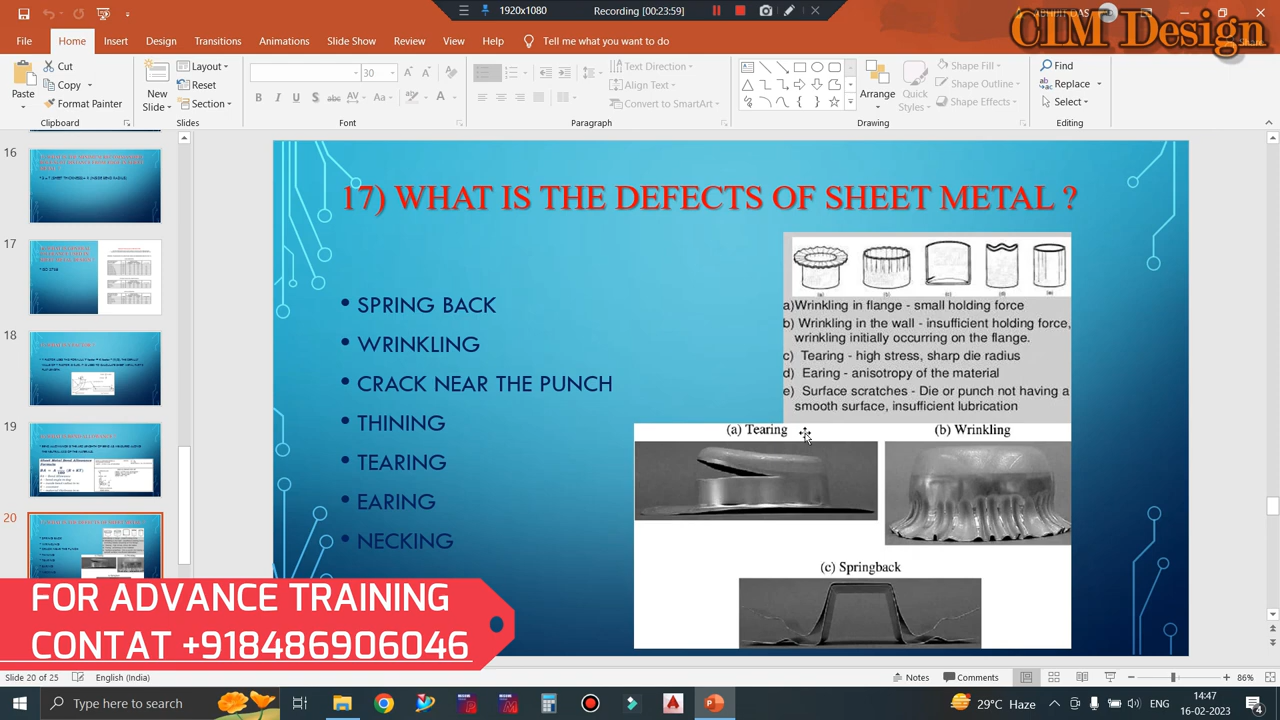 1920x1080
Recording [00:23:59]
CLM Design
File
Home
Insert
Design
Transitions
Animations
Slide Show
Review
View
Help
Tell me what you want to do
Paste
Cut
Copy
Format Painter
Clipboard
New
Slide
Layout
Reset
Section
Slides
30
Font
Text Direction
Align Text
Convert to SmartArt
Paragraph
Arrange
Quick
Styles
Shape Fill
Shape Outline
Shape Effects
Drawing
Find
Replace
Select
Editing
16
17
18
19
20
17) WHAT IS THE DEFECTS OF SHEET METAL ?
• SPRING BACK
• WRINKLING
• CRACK NEAR THE PUNCH
• THINING
• TEARING
• EARING
• NECKING
a)Wrinkling in flange - small holding force
b) Wrinkling in the wall - insufficient holding force,
wrinkling initially occurring on the flange.
c) Tearing - high stress, sharp die radius
d) Earing - anisotropy of the material
e) Surface scratches - Die or punch not having a
smooth surface, insufficient lubrication
(a) Tearing
(b) Wrinkling
(c) Springback
FOR ADVANCE TRAINING
CONTAT +918486906046
Slide 20 of 25
English (India)
Notes
Comments
86%
Type here to search
29°C Haze
14:47
16-02-2023